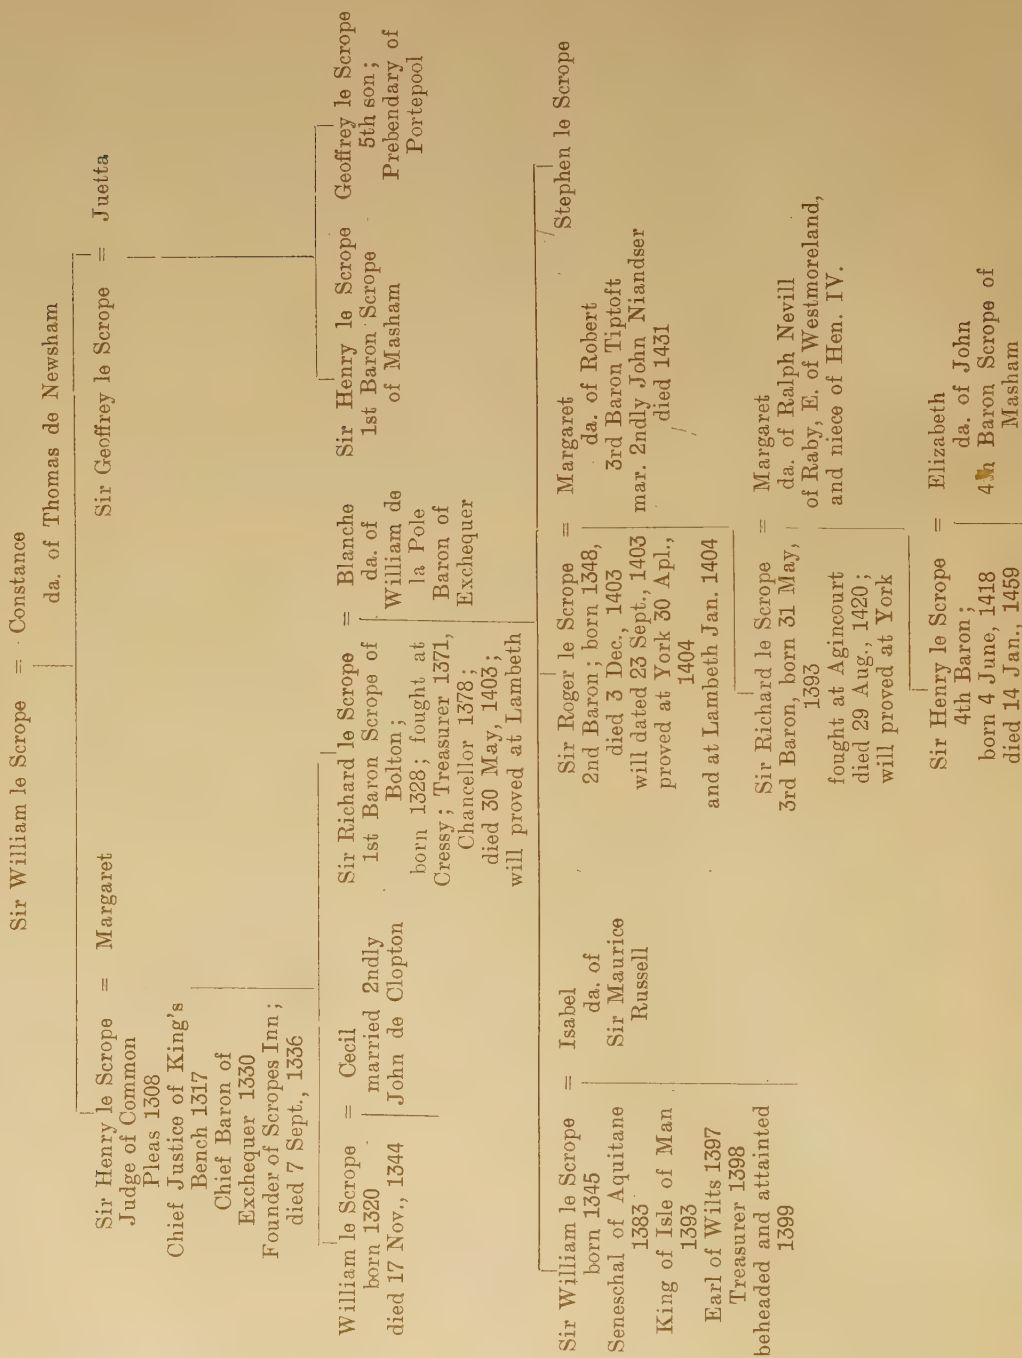 Sir William le Scrope = Constance
da. of Thomas de Newsham
Sir Henry le Scrope = Margaret
Judge of Common
Pleas 1308
Chief Justice of King's
Bench 1317
Chief Baron of
Exchequer 1330
Founder of Scropes Inn;
died 7 Sept., 1336
Sir Geoffrey le Scrope = Juetta
William le Scrope = Cecil
born 1320
died 17 Nov., 1344
married 2ndly
John de Clopton
Sir Richard le Scrope = Blanche
1st Baron Scrope of
Bolton;
born 1328; fought at
Cressy; Treasurer 1371,
Chancellor 1378;
died 30 May, 1403;
will proved at Lambeth
da. of
William de
la Pole
Baron of
Exchequer
Sir Henry le Scrope
1st Baron Scrope
of Masham
Geoffrey le Scrope
5th son;
Prebendary of
Portepool
Sir William le Scrope = Isabel
born 1345
Seneschal of Aquitane
1383
King of Isle of Man
1393
Earl of Wilts 1397
Treasurer 1398
beheaded and attainted
1399
da. of
Sir Maurice
Russell
Sir Roger le Scrope = Margaret
2nd Baron; born 1348,
died 3 Dec., 1403
will dated 23 Sept., 1403
proved at York 30 Apl.,
1404
and at Lambeth Jan. 1404
da. of Robert
3rd Baron Tiptoft
mar. 2ndly John Niandser
died 1431
Stephen le Scrope
Sir Richard le Scrope = Margaret
3rd Baron, born 31 May,
1393
fought at Agincourt
died 29 Aug., 1420;
will proved at York
da. of Ralph Nevill
of Raby, E. of Westmoreland,
and niece of Hen. IV.
Sir Henry le Scrope = Elizabeth
4th Baron;
born 4 June, 1418
died 14 Jan., 1459
da. of John
4th Baron Scrope of
Masham